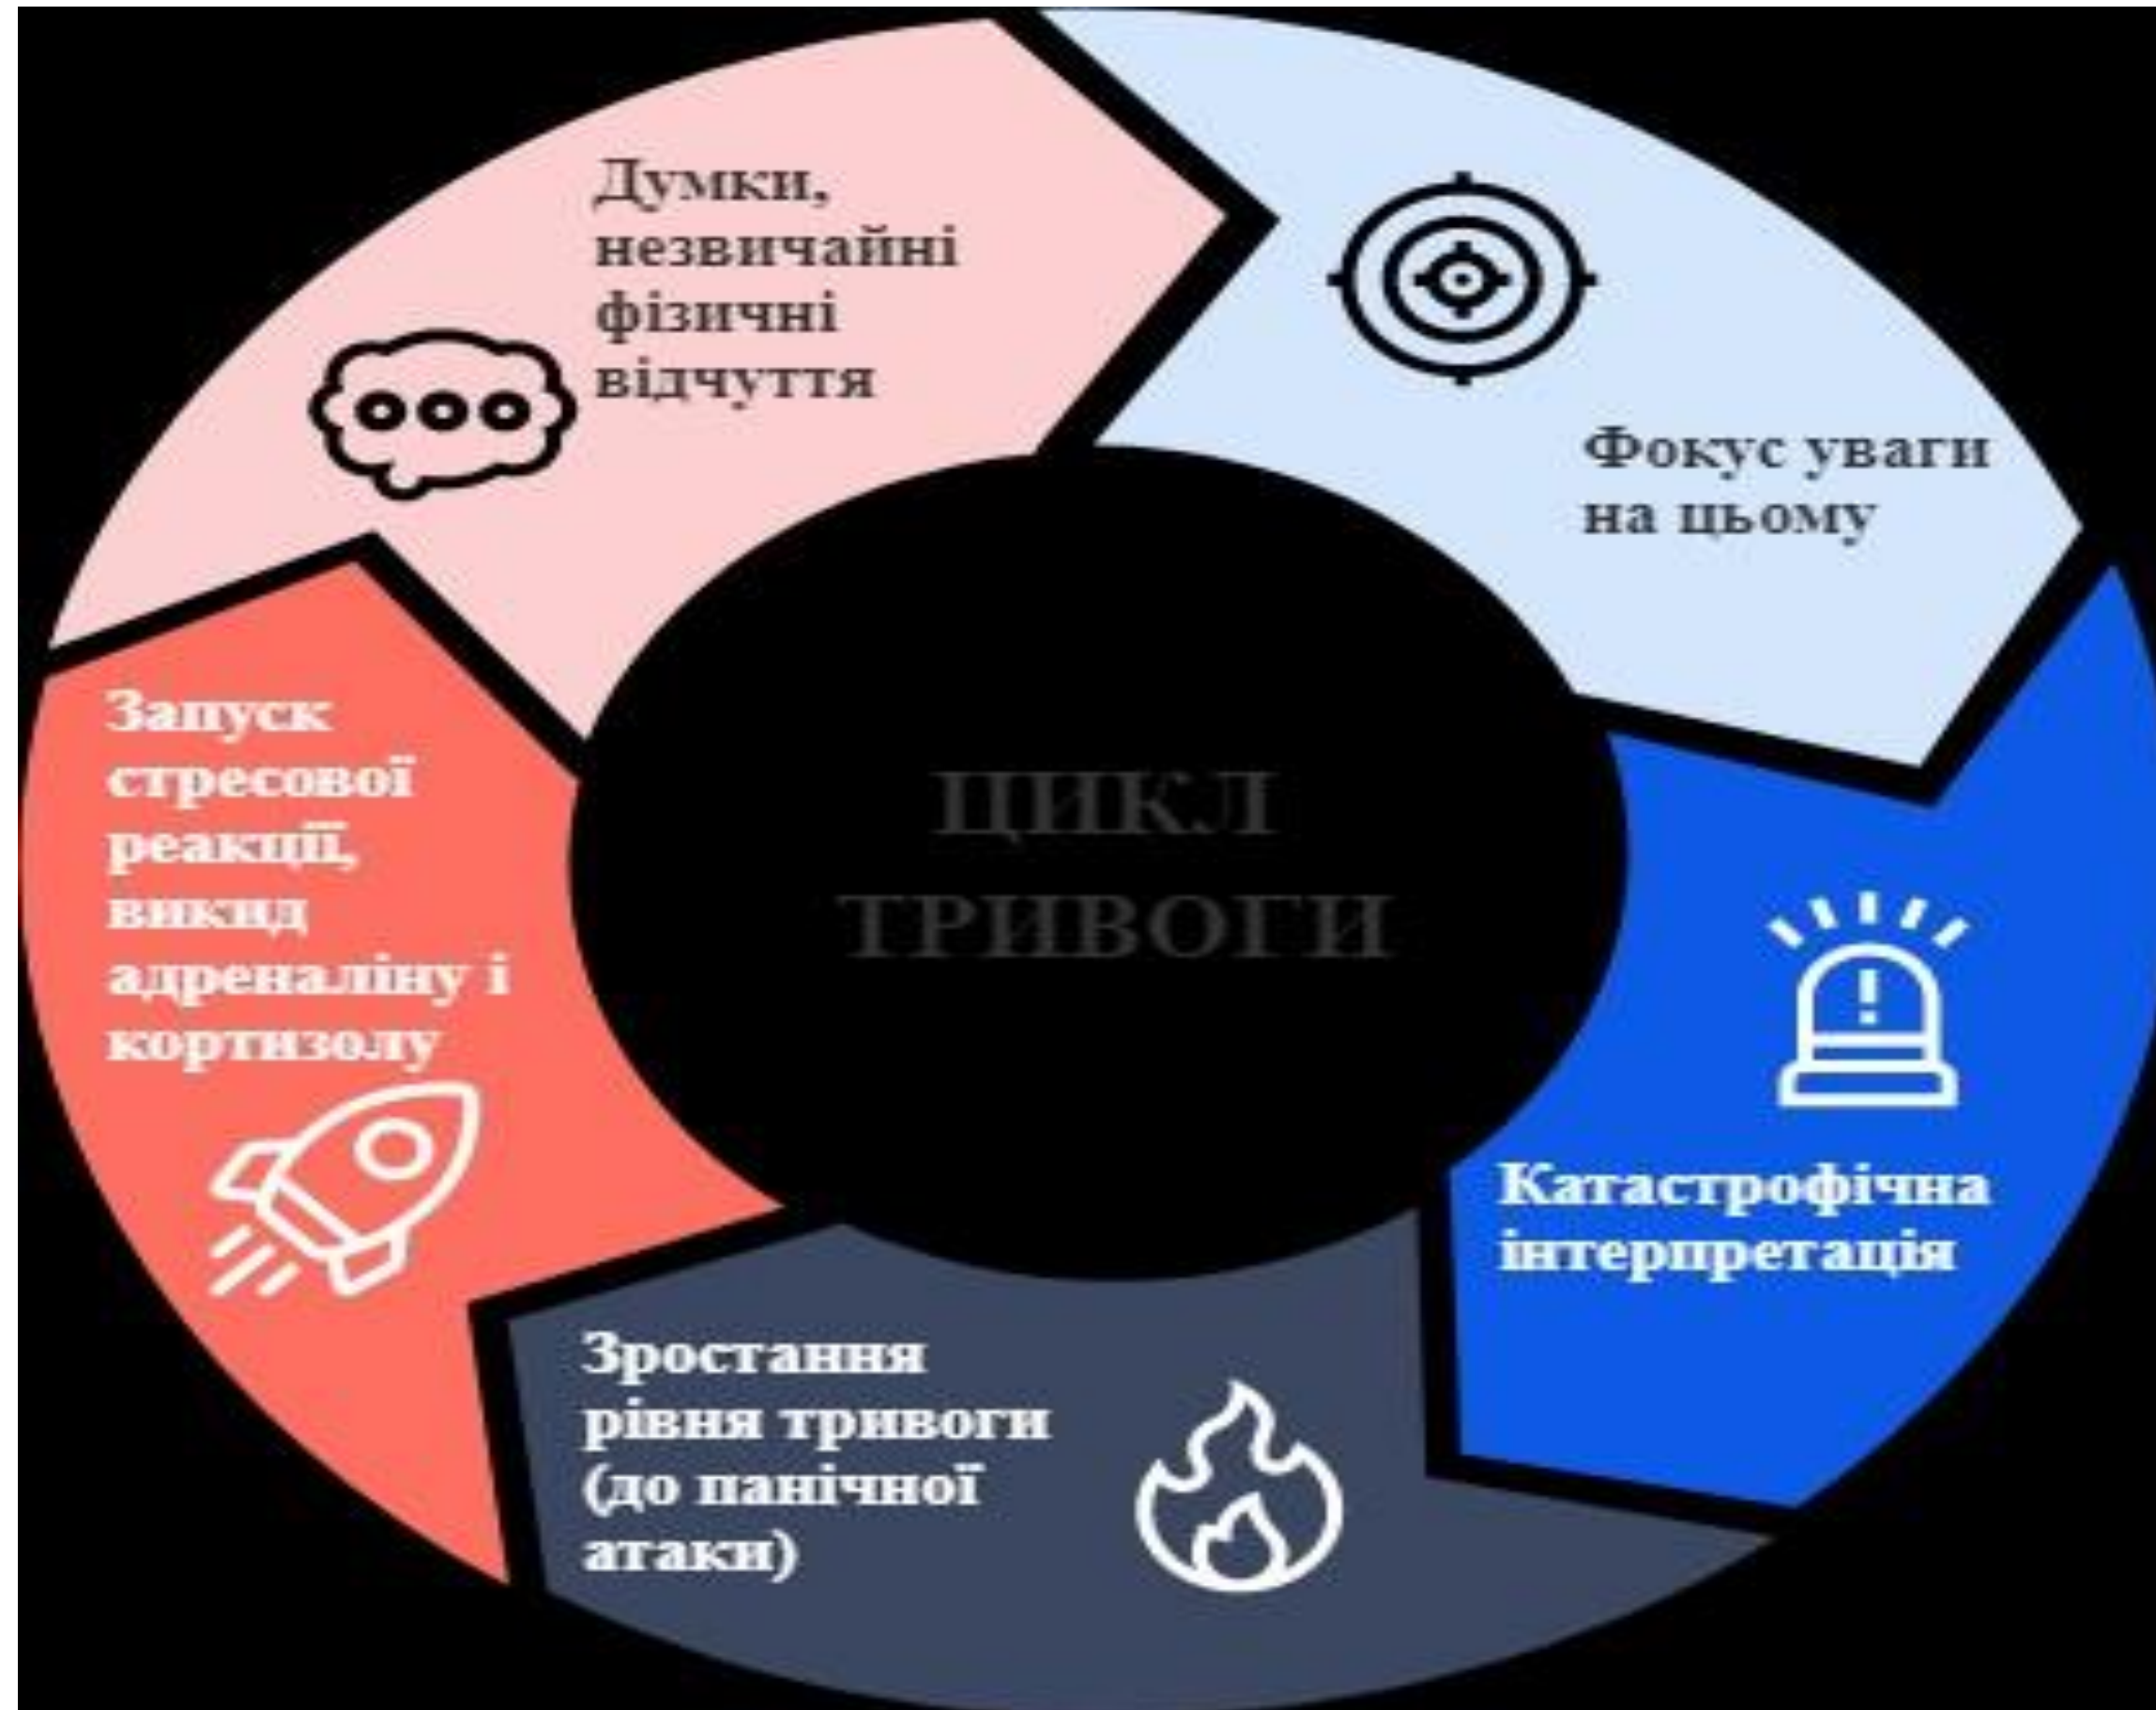 Думки,
незвичайні
фізичні
відчуття
Фокус уваги
на цьому
Катастрофічна
інтерпретація
Зростання
рівня тривоги
(до панічної
атаки)
Запуск
стресової
реакції,
викид
адреналіну і
кортизолу
ЦИКЛ
ТРИВОГИ